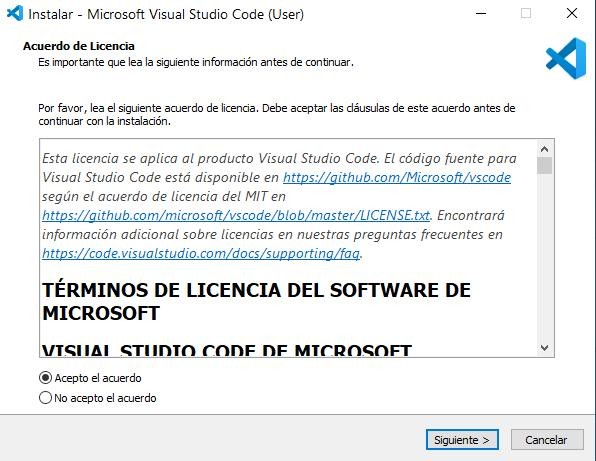 Instalar - Microsoft Visual Studio Code (User)
Acuerdo de Licencia
Es importante que lea la siguiente información antes de continuar.
Por favor, lea el siguiente acuerdo de licencia. Debe aceptar las cláusulas de este acuerdo antes de
continuar con la instalación.
Esta licencia se aplica al producto Visual Studio Code. El código fuente para
Visual Studio Code está disponible en https://github.com/Microsoft/vscode
según el acuerdo de licencia del MIT en
https://github.com/microsoft/vscode/blob/master/LICENSE.txt. Encontrará
información adicional sobre licencias en nuestras preguntas frecuentes en
https://code.visualstudio.com/docs/supporting/faq.
TÉRMINOS DE LICENCIA DEL SOFTWARE DE
MICROSOFT
VISUAL STUDIO CODE DE MICROSOFT
Acepto el acuerdo
No acepto el acuerdo
Siguiente >
Cancelar